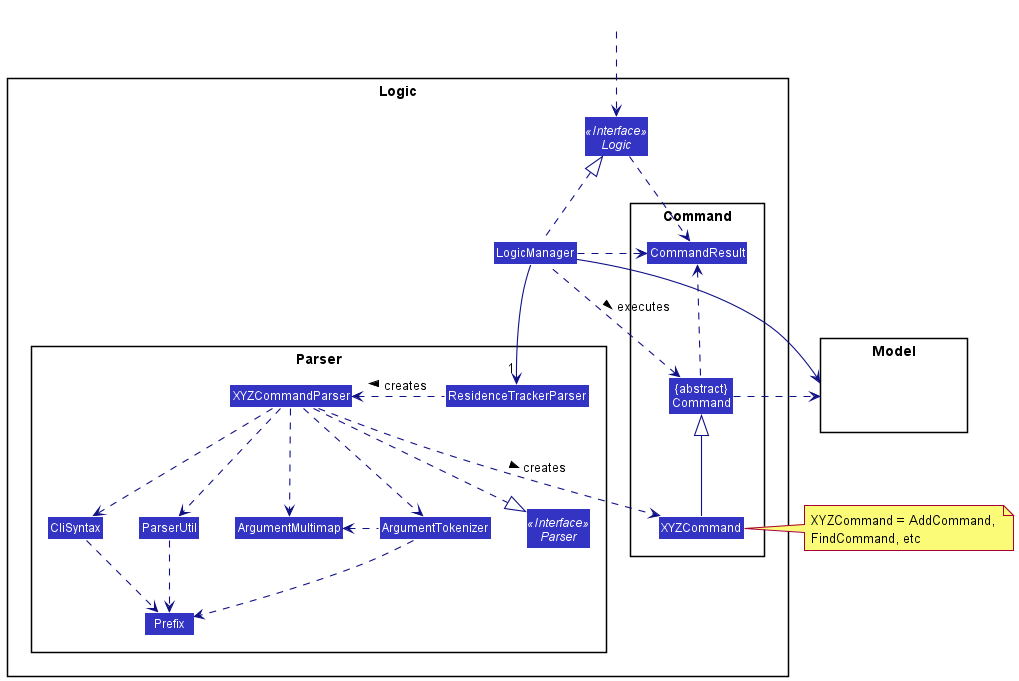 Logic
«Interface»
Logic
Command
LogicManager
CommandResult
executes
Parser
1
Model
XYZCommandParser
creates
ResidenceTrackerParser
{abstract}
Command
creates
CliSyntax
ParserUtil
ArgumentMultimap
ArgumentTokenizer
«Interface»
Parser
XYZCommand
XYZCommand = AddCommand,
FindCommand, etc
Prefix